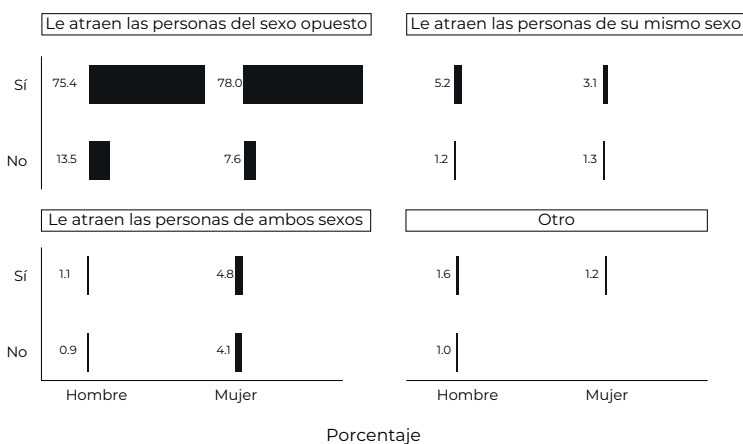 Le atraen las personas del sexo opuesto
Le atraen las personas de su mismo sexo
Sí 75.4 78.0 5.2 3.1
No 13.5 7.6 1.2 1.3
Le atraen las personas de ambos sexos
Otro
Sí 1.1 4.8 1.6 1.2
No 0.9 4.1 1.0
Hombre Mujer Hombre Mujer
Porcentaje